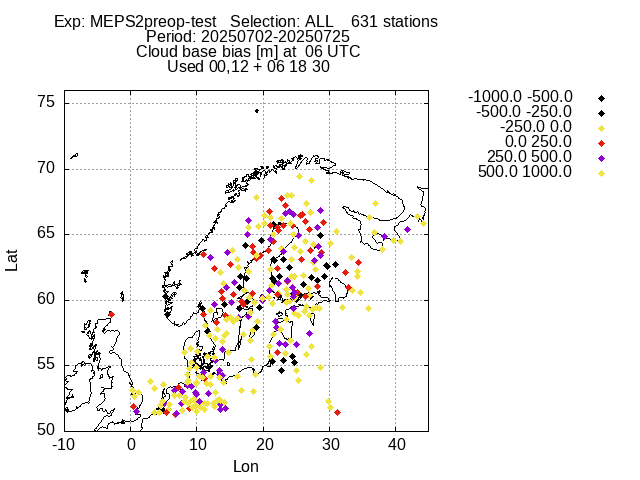 Exp: MEPS2preop-test   Selection: ALL    631 stations
Period: 20250702-20250725
Cloud base bias [m] at  06 UTC
Used 00,12 + 06 18 30
-1000.0 -500.0
-500.0 -250.0
-250.0 0.0
0.0 250.0
250.0 500.0
500.0 1000.0
75
70
65
60
55
50
Lat
-10 0 10 20 30 40
Lon